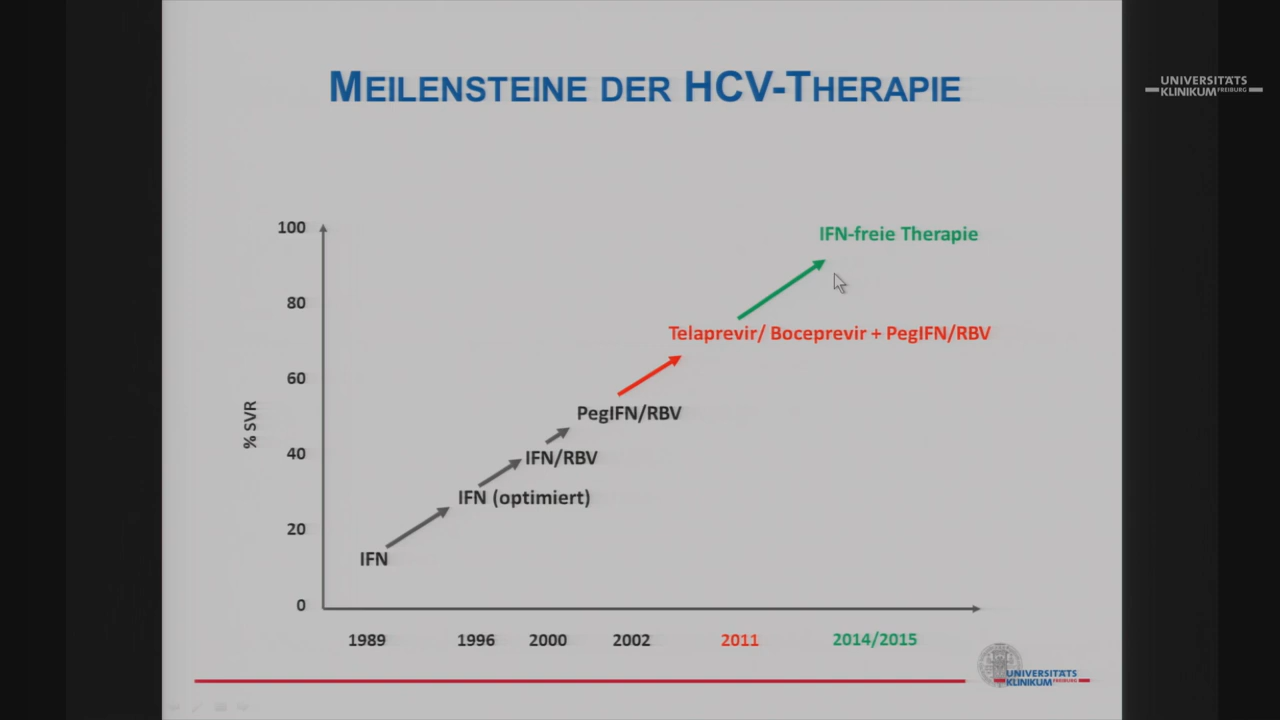 MEILENSTEINE DER HCV-THERAPIE
UNIVERSITÄTS
KLINIKUM FREIBURG
100
80
60
40
20
0
% SVR
IFN-freie Therapie
Telaprevir/ Boceprevir + PegIFN/RBV
PegIFN/RBV
IFN/RBV
IFN (optimiert)
IFN
1989 1996 2000 2002 2011 2014/2015
UNIVERSITÄTS
KLINIKUM FREIBURG